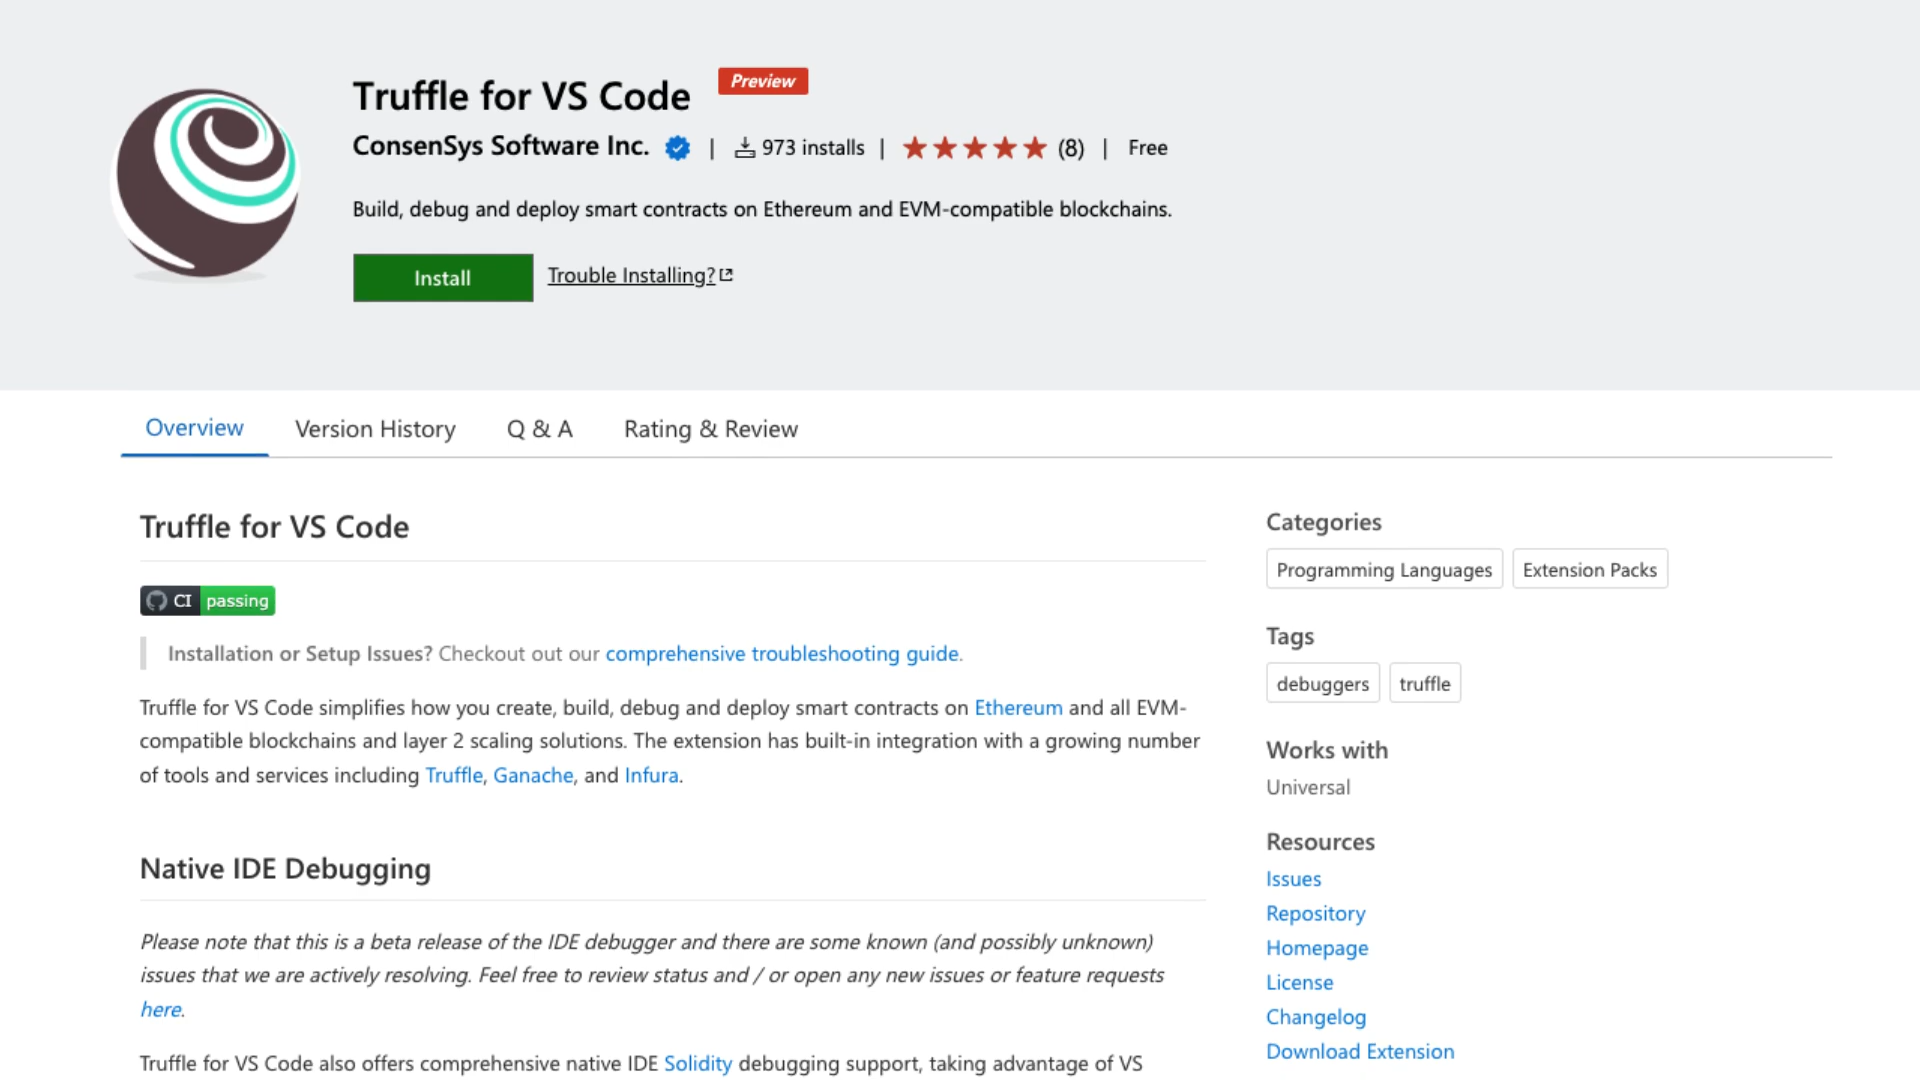 Truffle for VS Code Preview
ConsenSys Software Inc. | 973 installs | (8) | Free
Build, debug and deploy smart contracts on Ethereum and EVM-compatible blockchains.
Install Trouble Installing?
Overview Version History Q & A Rating & Review
Truffle for VS Code
CI passing
Installation or Setup Issues? Checkout out our comprehensive troubleshooting guide.
Truffle for VS Code simplifies how you create, build, debug and deploy smart contracts on Ethereum and all EVM-
compatible blockchains and layer 2 scaling solutions. The extension has built-in integration with a growing number
of tools and services including Truffle, Ganache, and Infura.
Native IDE Debugging
Please note that this is a beta release of the IDE debugger and there are some known (and possibly unknown)
issues that we are actively resolving. Feel free to review status and / or open any new issues or feature requests
here.
Truffle for VS Code also offers comprehensive native IDE Solidity debugging support, taking advantage of VS
Categories
Programming Languages Extension Packs
Tags
debuggers truffle
Works with
Universal
Resources
Issues
Repository
Homepage
License
Changelog
Download Extension